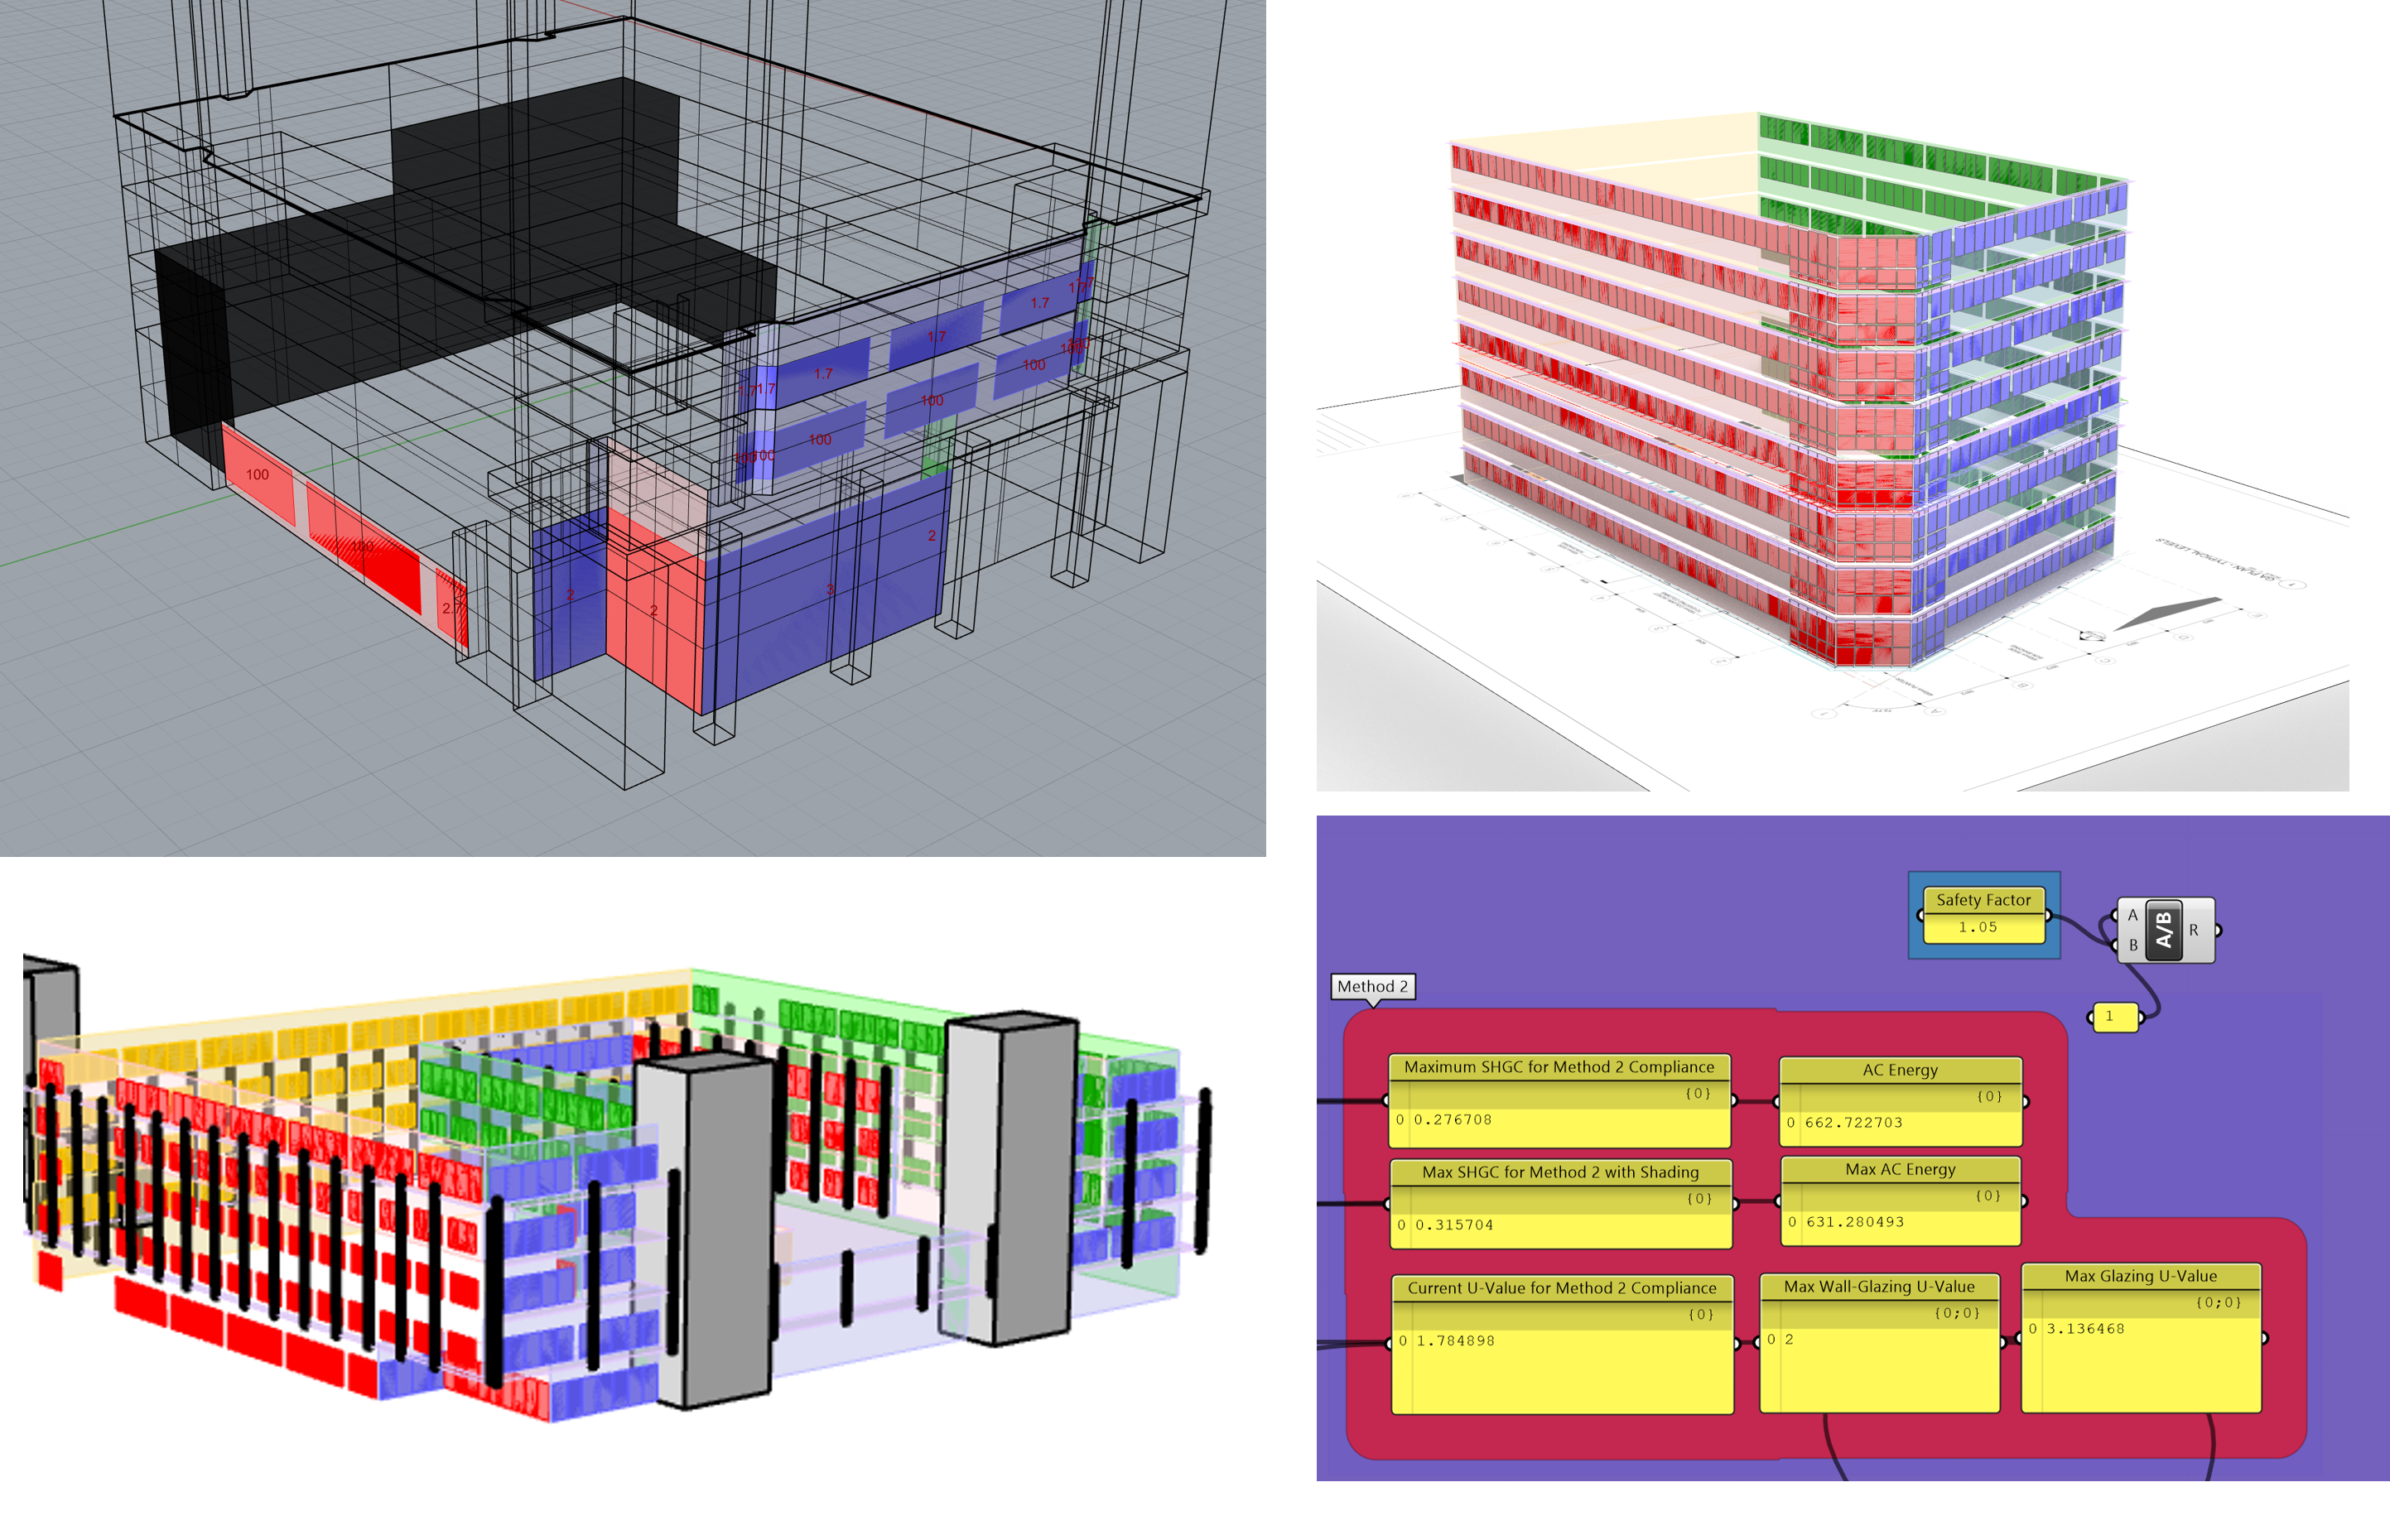 1.7
1.7
1.7
1.7
100
100
100
100
100
2.7
2
2
3
2
TYPICAL LEVELS
A
B
C
D
E
Safety Factor
1.05
A
B
A/B
R
1
Method 2
Maximum SHGC for Method 2 Compliance
{0}
0 0.276708
AC Energy
{0}
0 662.722703
Max SHGC for Method 2 with Shading
{0}
0 0.315704
Max AC Energy
{0}
0 631.280493
Current U-Value for Method 2 Compliance
{0}
0 1.784898
Max Wall-Glazing U-Value
{0;0}
0 2
Max Glazing U-Value
{0;0}
0 3.136468